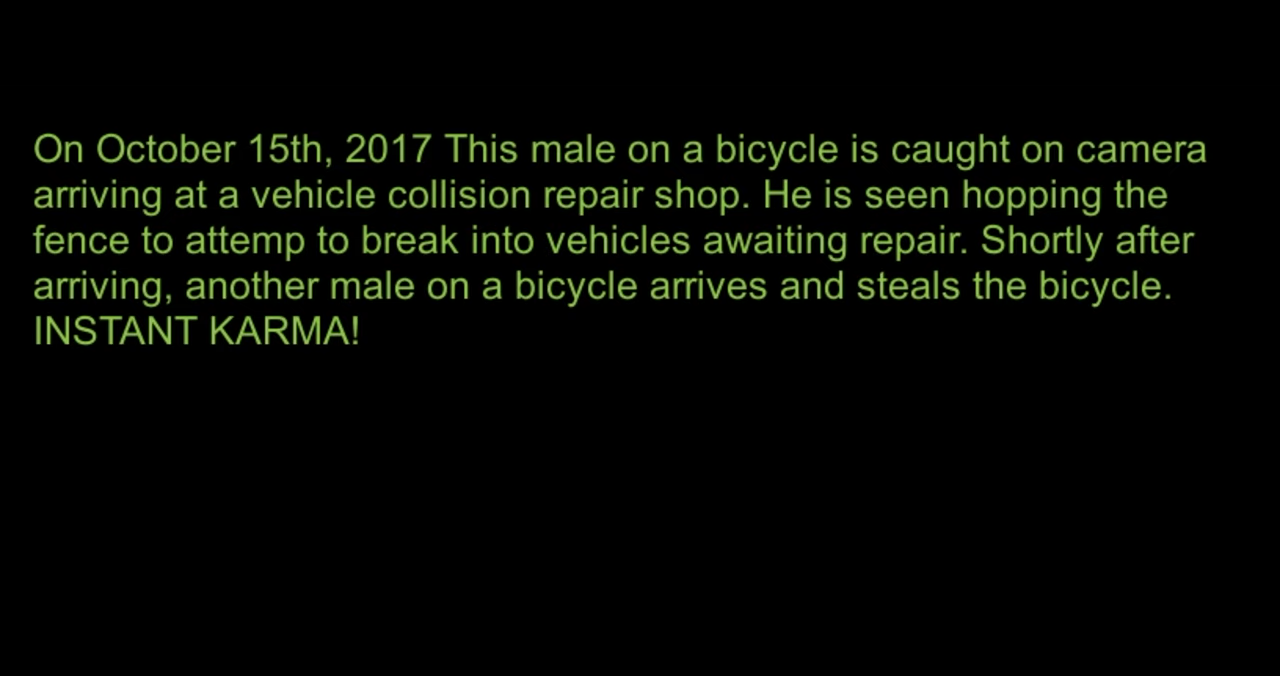 On October 15th, 2017 This male on a bicycle is caught on camera
arriving at a vehicle collision repair shop. He is seen hopping the
fence to attemp to break into vehicles awaiting repair. Shortly after
arriving, another male on a bicycle arrives and steals the bicycle.
INSTANT KARMA!